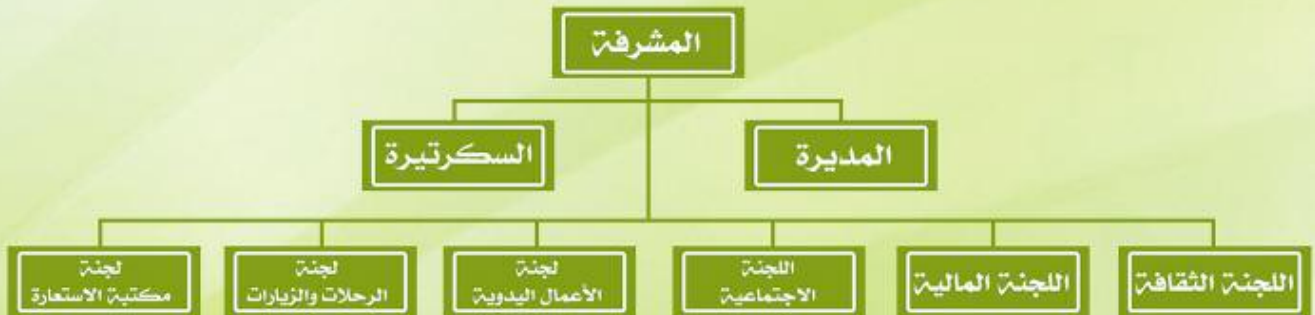 المشرفة
المديرة
السكرتيرة
اللجنة الثقافة
اللجنة المالية
اللجنة
الاجتماعية
لجنة
الأعمال اليدوية
لجنة
الرحلات والزيارات
لجنة
مكتبة الاستعارة